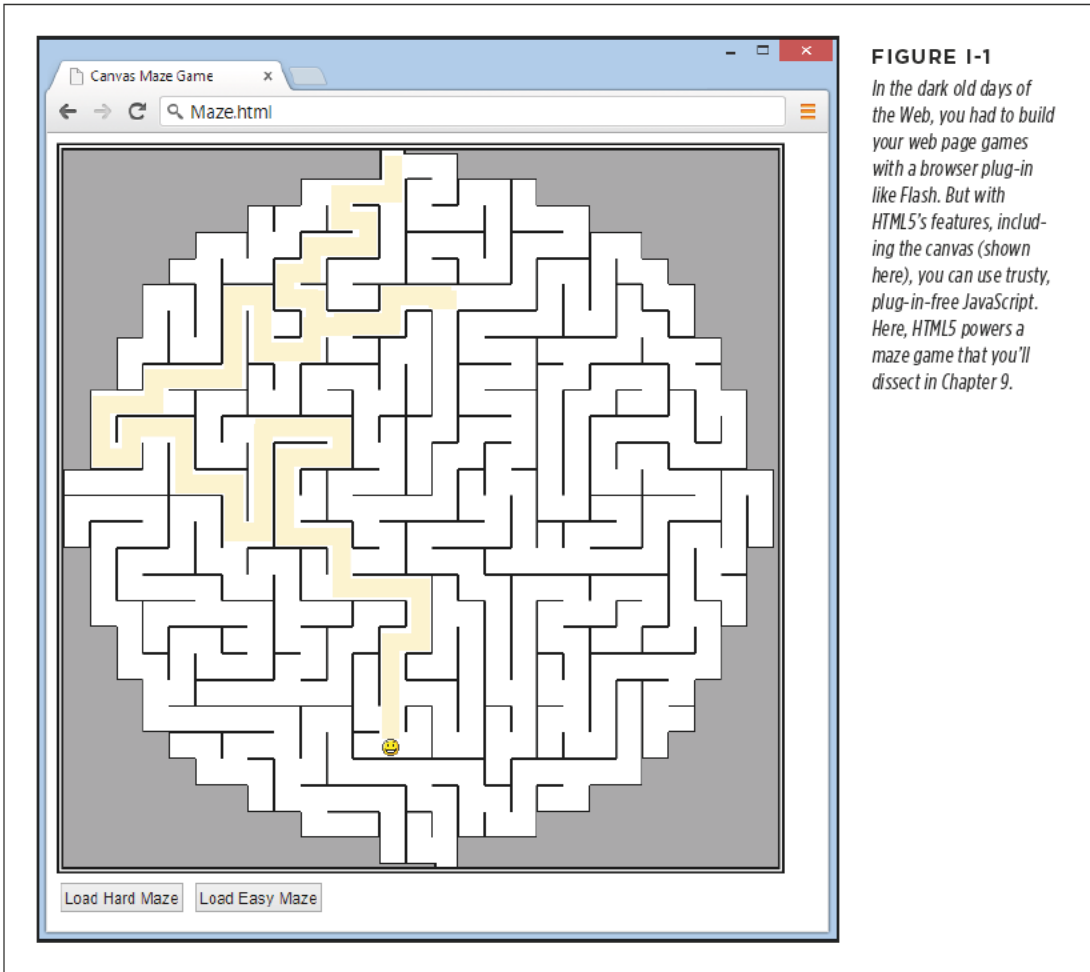 Canvas Maze Game
Maze.html
Load Hard Maze
Load Easy Maze
FIGURE I-1
In the dark old days of
the Web, you had to build
your web page games
with a browser plug-in
like Flash. But with
HTML5's features, includ-
ing the canvas (shown
here), you can use trusty,
plug-in-free JavaScript.
Here, HTML5 powers a
maze game that you'll
dissect in Chapter 9.